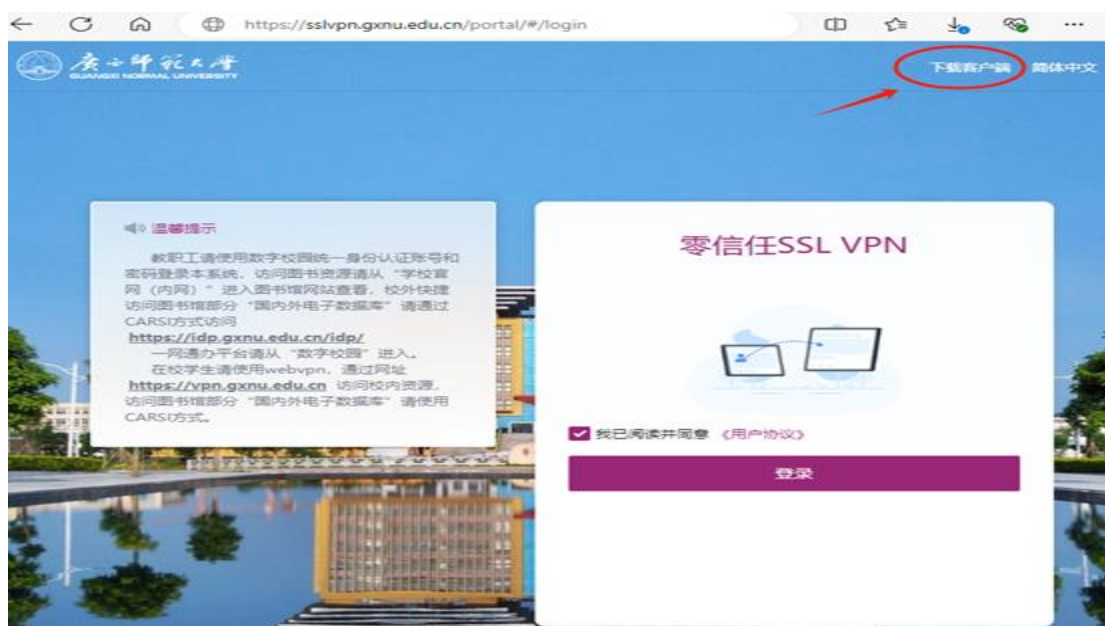 https://sslvpn.gxnu.edu.cn/portal/#/login
广西师范大学
GUANGXI NORMAL UNIVERSITY
下载客户端 简体中文
温馨提示
教职工请使用数字校园统一身份认证账号和
密码登录本系统，访问图书资源请从“学校官
网（内网）”进入图书馆网站查看，校外快捷
访问图书馆部分“国内外电子数据库”请通过
CARSI方式访问
https://idp.gxnu.edu.cn/idp/
一网通办平台请从“数字校园”进入。
在校学生请使用webvpn，通过网址
https://vpn.gxnu.edu.cn 访问校内资源，
访问图书馆部分“国内外电子数据库”请使用
CARSI方式。
零信任SSL VPN
我已阅读并同意 《用户协议》
登录